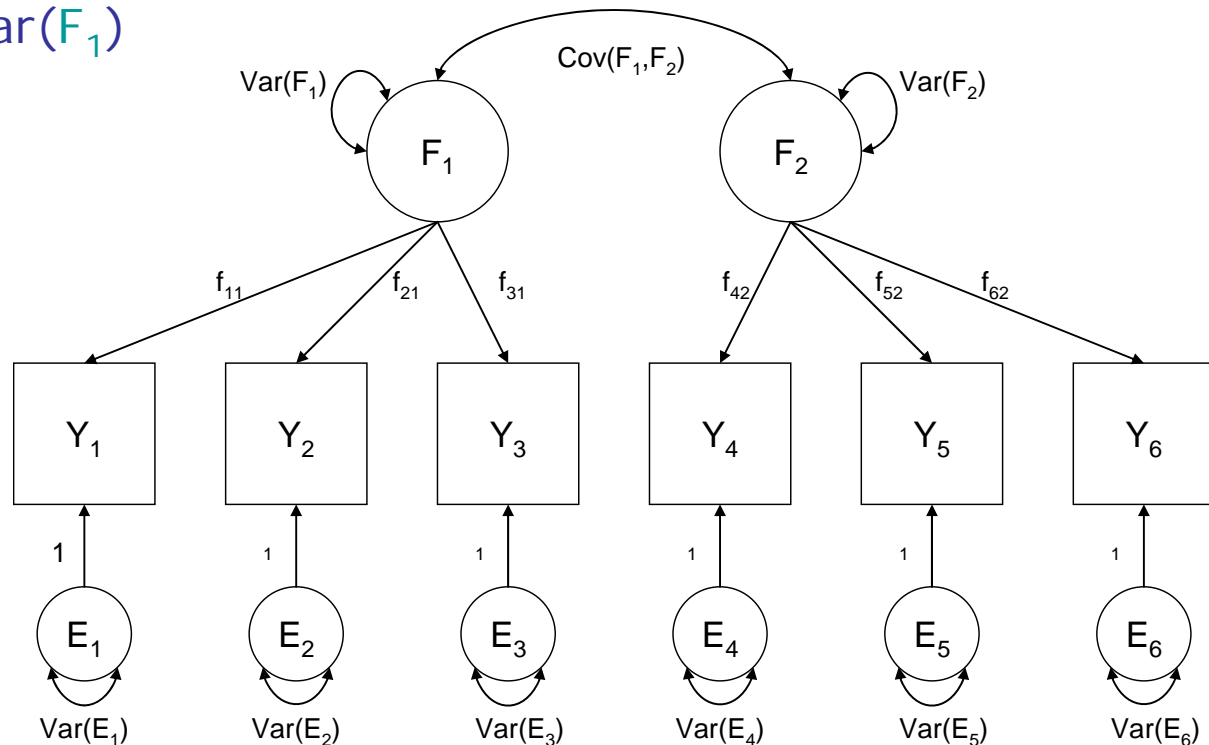 ar(F₁)
Cov(F₁,F₂)
Var(F₁)
Var(F₂)
F₁
F₂
f₁₁
f₂₁
f₃₁
f₄₂
f₅₂
f₆₂
Y₁
Y₂
Y₃
Y₄
Y₅
Y₆
1
1
1
1
1
1
E₁
E₂
E₃
E₄
E₅
E₆
Var(E₁)
Var(E₂)
Var(E₃)
Var(E₄)
Var(E₅)
Var(E₆)